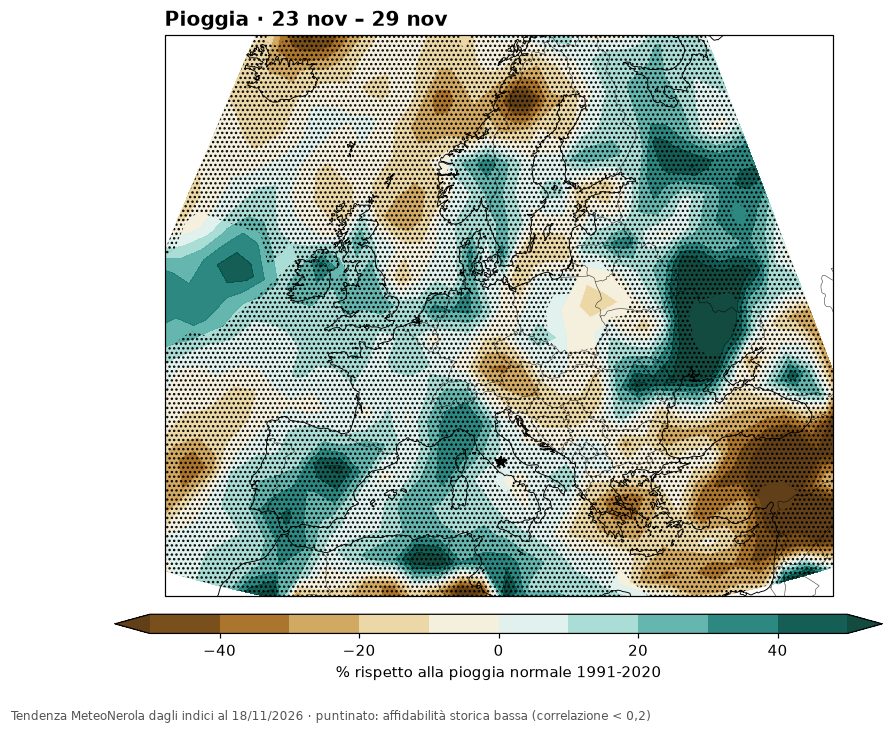 Pioggia · 23 nov – 29 nov
−40 −20 0 20 40
% rispetto alla pioggia normale 1991-2020
Tendenza MeteoNerola dagli indici al 18/11/2026 · puntinato: affidabilità storica bassa (correlazione < 0,2)